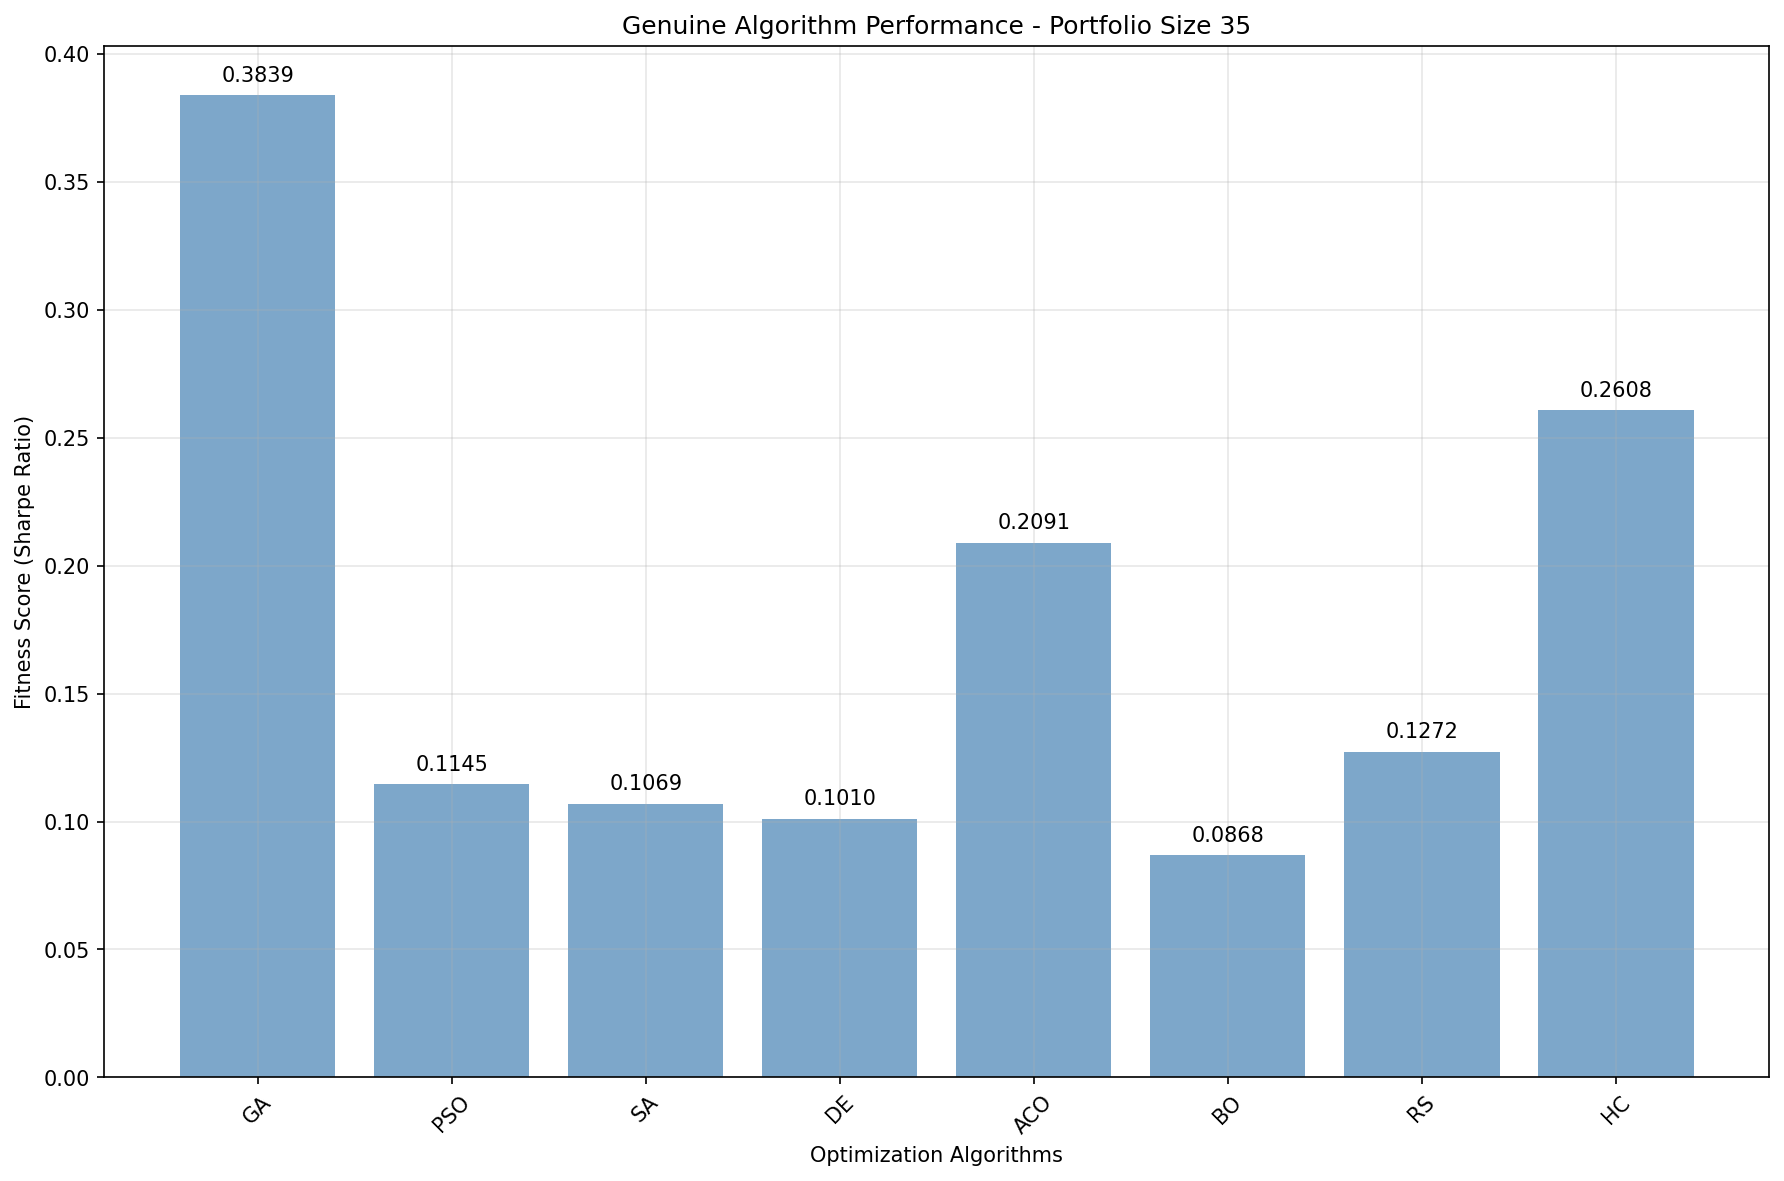 Genuine Algorithm Performance - Portfolio Size 35
Fitness Score (Sharpe Ratio)
0.40
0.35
0.30
0.25
0.20
0.15
0.10
0.05
0.00
0.3839
0.1145
0.1069
0.1010
0.2091
0.0868
0.1272
0.2608
GA
PSO
SA
DE
ACO
BO
RS
HC
Optimization Algorithms